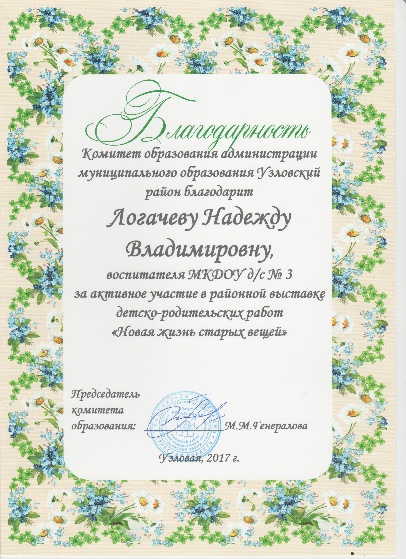 Благодарность
Комитет образования администрации
муниципального образования Узловский
район благодарит
Логачеву Надежду
Владимировну,
воспитателя МКДОУ д/с № 3
за активное участие в районной выставке
детско-родительских работ
«Новая жизнь старых вещей»
Председатель
комитета
образования:
М.М.Генералова
Узловая, 2017 г.